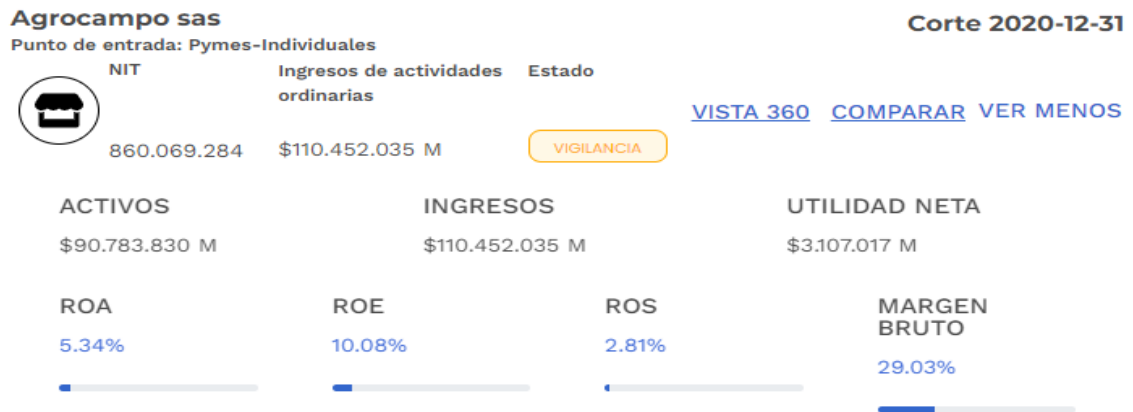 Agrocampo sas
Corte 2020-12-31
Punto de entrada: Pymes-Individuales
NIT
Ingresos de actividades
ordinarias
Estado
VISTA 360 COMPARAR VER MENOS
860.069.284 $110.452.035 M VIGILANCIA
ACTIVOS INGRESOS UTILIDAD NETA
$90.783.830 M $110.452.035 M $3.107.017 M
ROA ROE ROS MARGEN
BRUTO
5.34% 10.08% 2.81%
29.03%